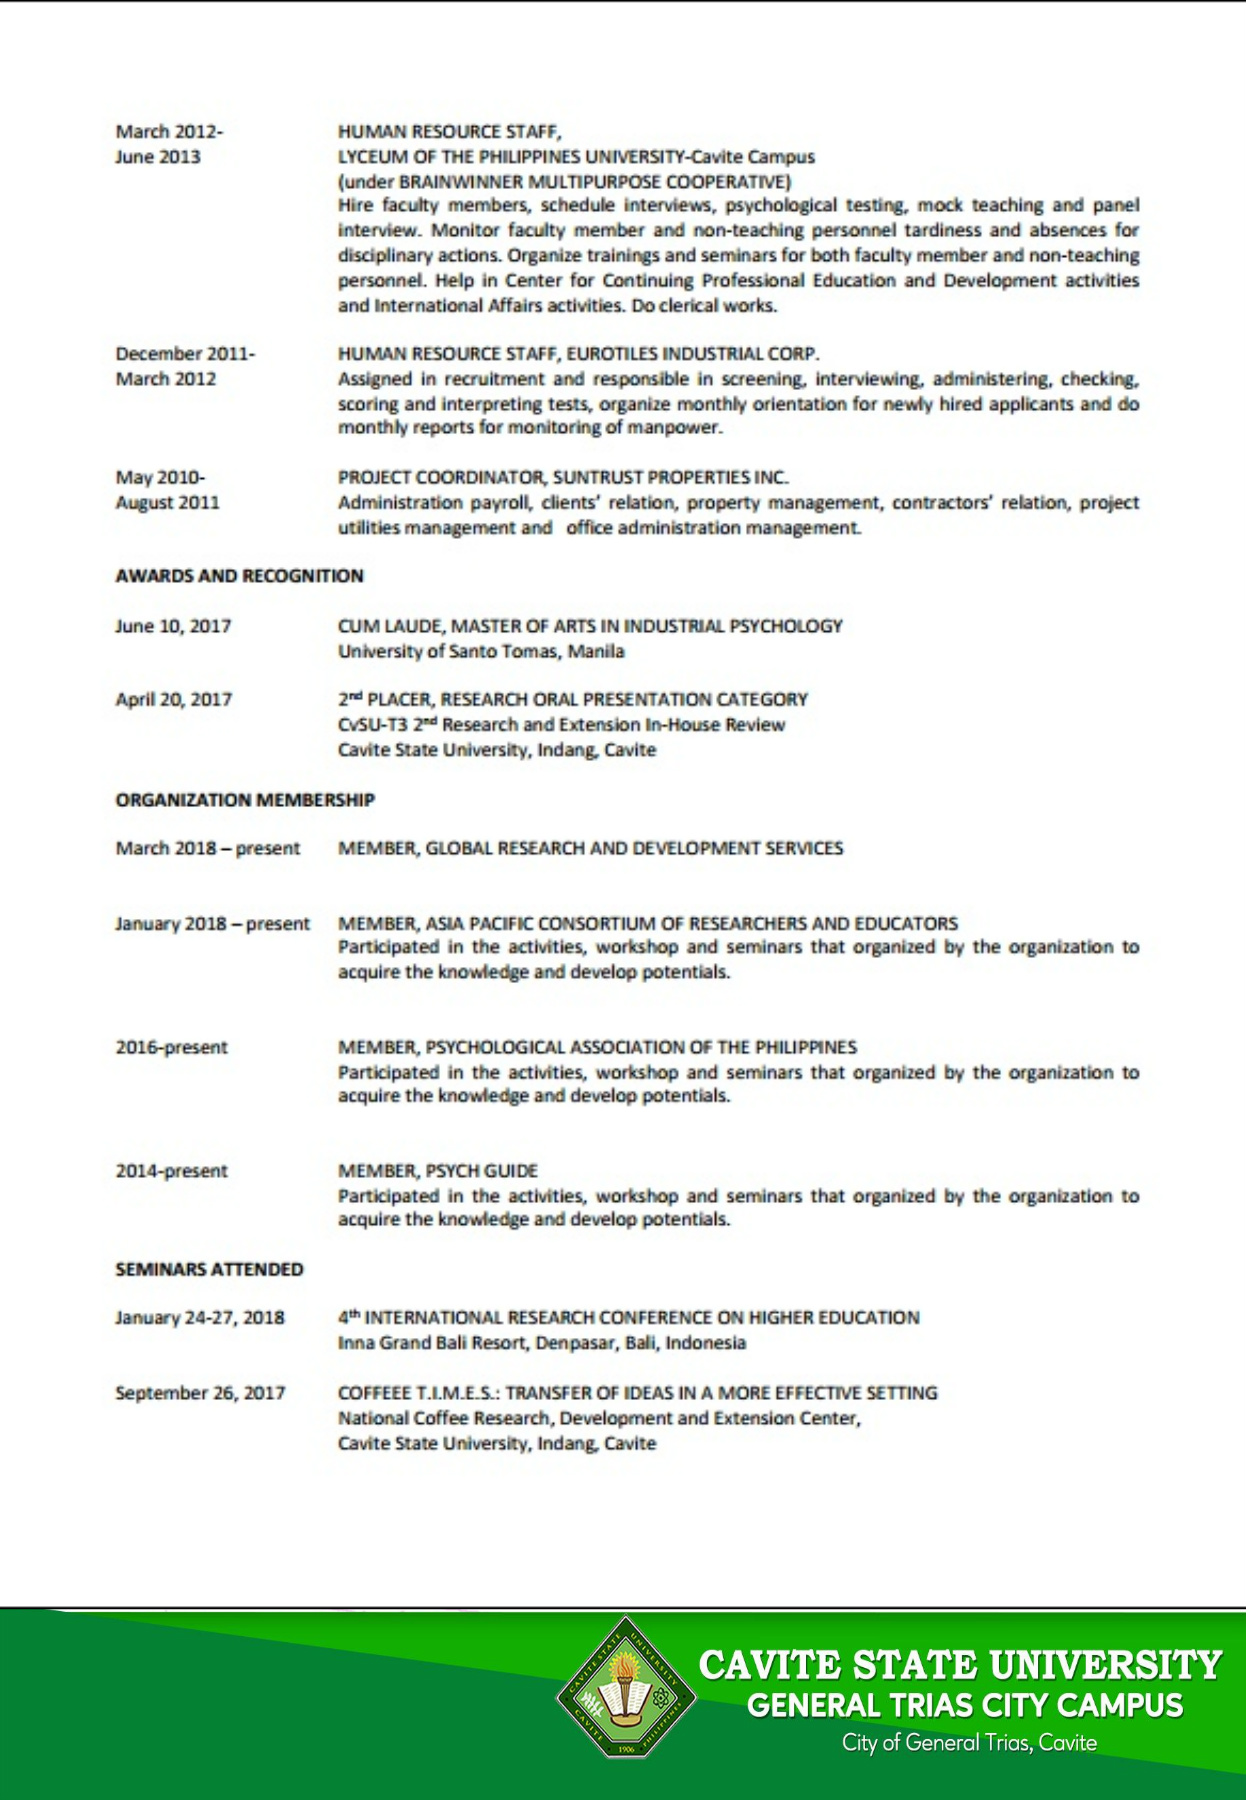 March 2012- HUMAN RESOURCE STAFF,
June 2013 LYCEUM OF THE PHILIPPINES UNIVERSITY-Cavite Campus
(under BRAINWINNER MULTIPURPOSE COOPERATIVE)
Hire faculty members, schedule interviews, psychological testing, mock teaching and panel
interview. Monitor faculty member and non-teaching personnel tardiness and absences for
disciplinary actions. Organize trainings and seminars for both faculty member and non-teaching
personnel. Help in Center for Continuing Professional Education and Development activities
and International Affairs activities. Do clerical works.
December 2011- HUMAN RESOURCE STAFF, EUROTILES INDUSTRIAL CORP.
March 2012 Assigned in recruitment and responsible in screening, interviewing, administering, checking,
scoring and interpreting tests, organize monthly orientation for newly hired applicants and do
monthly reports for monitoring of manpower.
May 2010- PROJECT COORDINATOR, SUNTRUST PROPERTIES INC.
August 2011 Administration payroll, clients' relation, property management, contractors' relation, project
utilities management and office administration management.
AWARDS AND RECOGNITION
June 10, 2017 CUM LAUDE, MASTER OF ARTS IN INDUSTRIAL PSYCHOLOGY
University of Santo Tomas, Manila
April 20, 2017 2nd PLACER, RESEARCH ORAL PRESENTATION CATEGORY
CvSU-T3 2nd Research and Extension In-House Review
Cavite State University, Indang, Cavite
ORGANIZATION MEMBERSHIP
March 2018 – present MEMBER, GLOBAL RESEARCH AND DEVELOPMENT SERVICES
January 2018 – present MEMBER, ASIA PACIFIC CONSORTIUM OF RESEARCHERS AND EDUCATORS
Participated in the activities, workshop and seminars that organized by the organization to
acquire the knowledge and develop potentials.
2016-present MEMBER, PSYCHOLOGICAL ASSOCIATION OF THE PHILIPPINES
Participated in the activities, workshop and seminars that organized by the organization to
acquire the knowledge and develop potentials.
2014-present MEMBER, PSYCH GUIDE
Participated in the activities, workshop and seminars that organized by the organization to
acquire the knowledge and develop potentials.
SEMINARS ATTENDED
January 24-27, 2018 4th INTERNATIONAL RESEARCH CONFERENCE ON HIGHER EDUCATION
Inna Grand Bali Resort, Denpasar, Bali, Indonesia
September 26, 2017 COFFEEE T.I.M.E.S.: TRANSFER OF IDEAS IN A MORE EFFECTIVE SETTING
National Coffee Research, Development and Extension Center,
Cavite State University, Indang, Cavite
CAVITE STATE UNIVERSITY
CAVITE PHILIPPINES
1906
CAVITE STATE UNIVERSITY
GENERAL TRIAS CITY CAMPUS
City of General Trias, Cavite